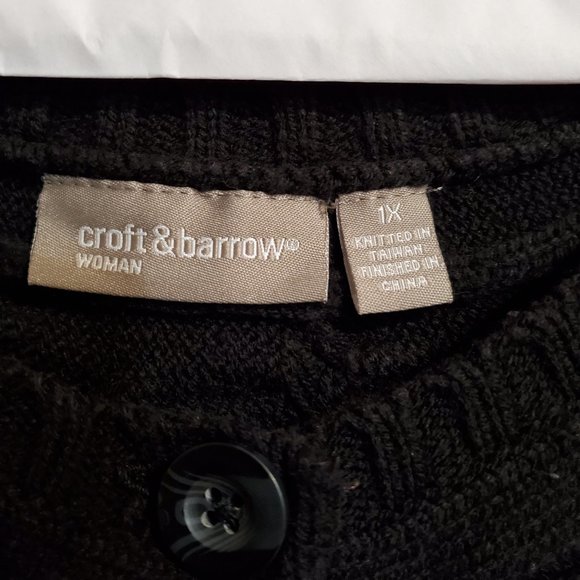 croft & barrow®
WOMAN
1X
KNITTED IN
TAIWAN
FINISHED IN
CHINA